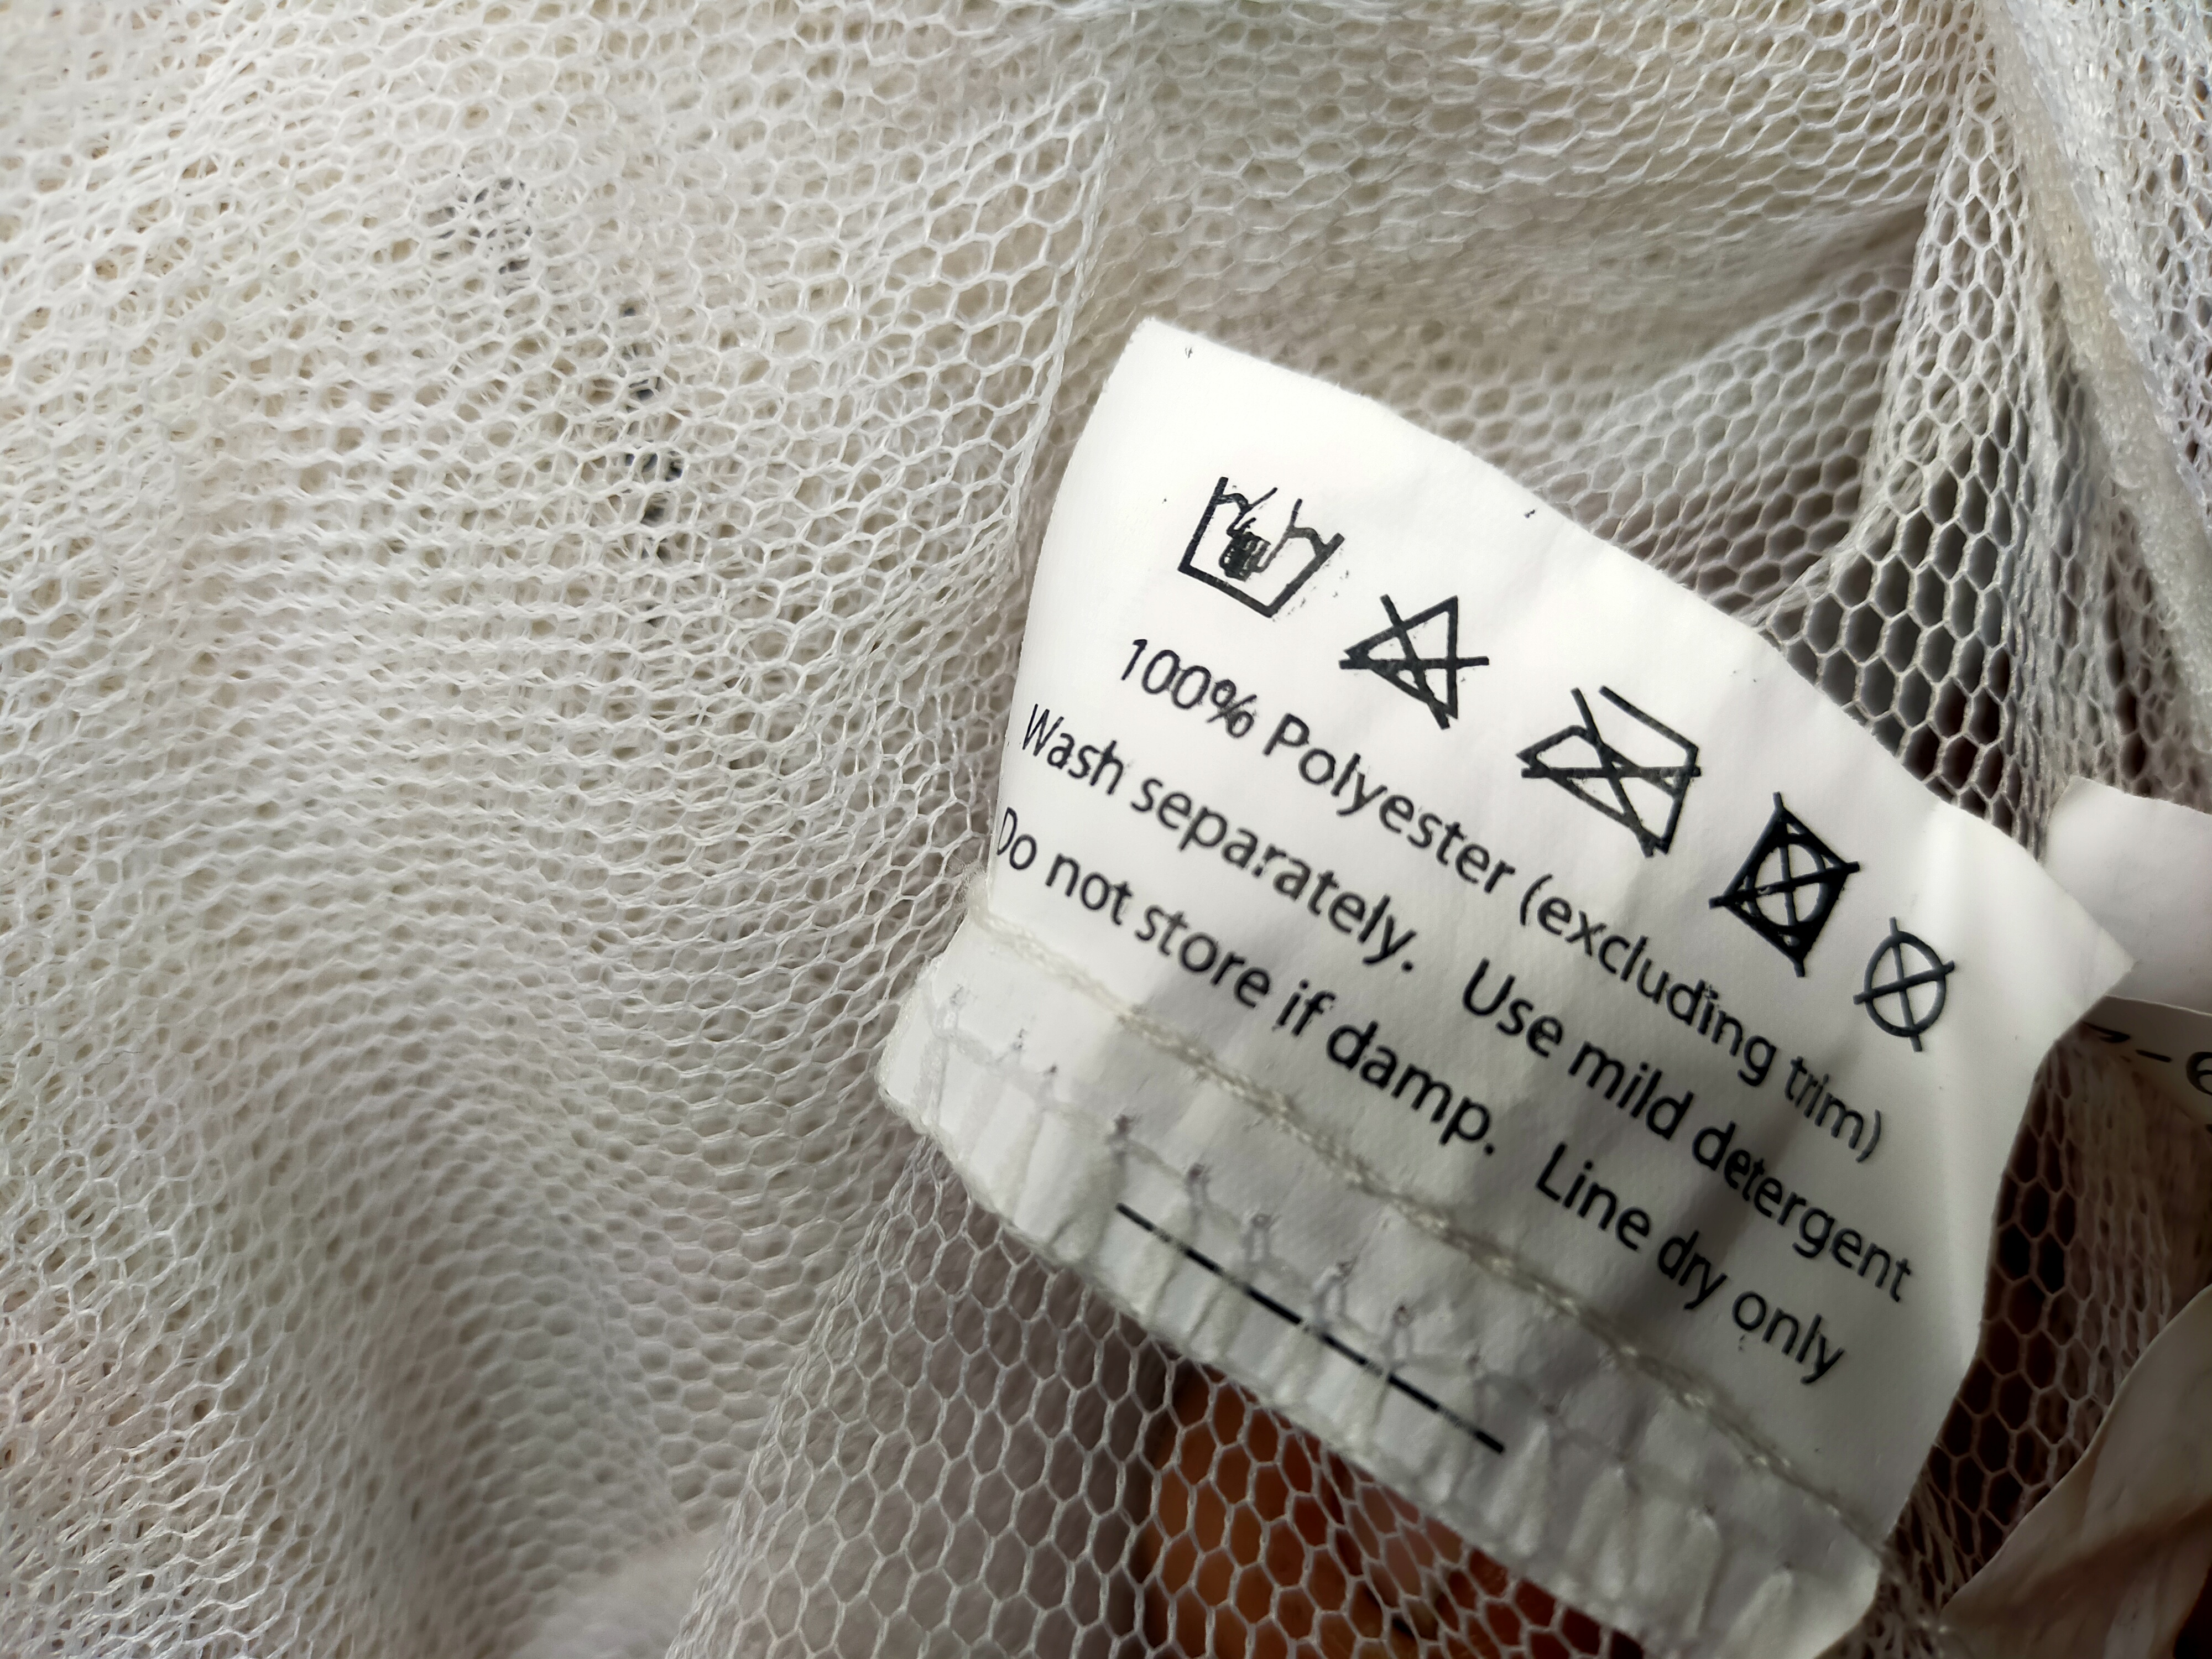 100% Polyester (excluding trim)
Wash separately. Use mild detergent
Do not store if damp. Line dry only